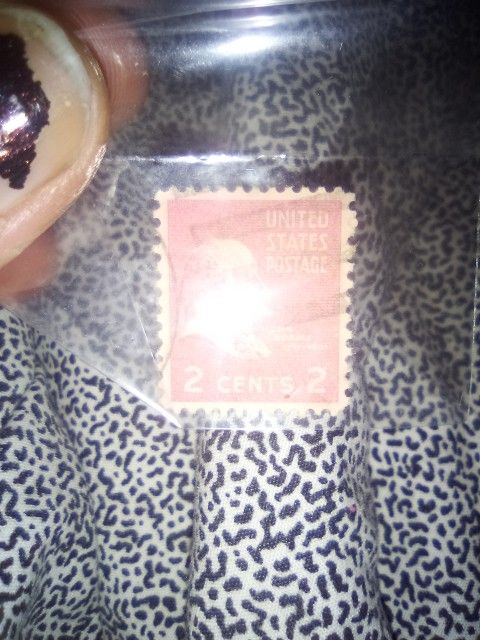 UNITED
STATES
POSTAGE
2 CENTS 2